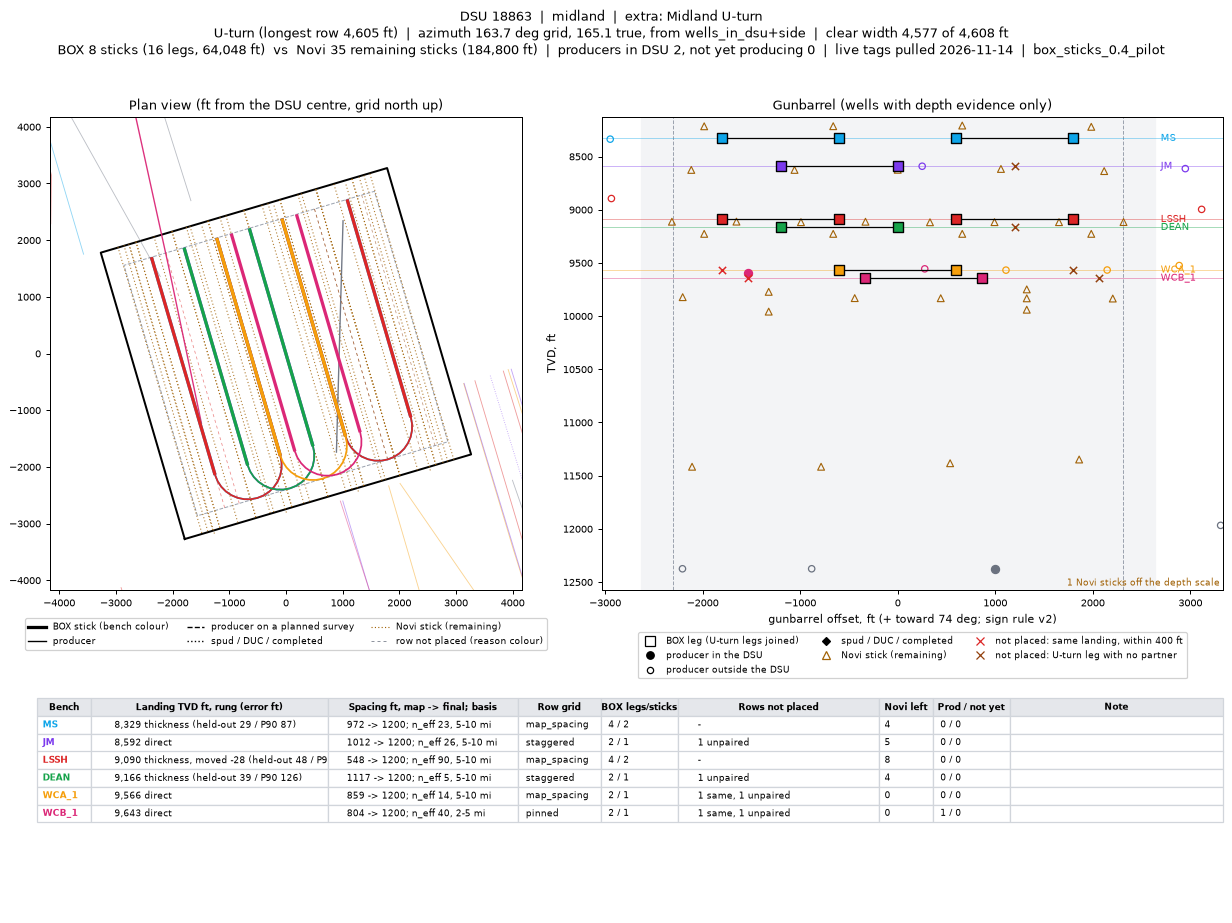 DSU 18863 | midland | extra: Midland U-turn
U-turn (longest row 4,605 ft) | azimuth 163.7 deg grid, 165.1 true, from wells_in_dsu+side | clear width 4,577 of 4,608 ft
BOX 8 sticks (16 legs, 64,048 ft) vs Novi 35 remaining sticks (184,800 ft) | producers in DSU 2, not yet producing 0 | live tags pulled 2026-11-14 | box_sticks_0.4_pilot
Plan view (ft from the DSU centre, grid north up)
4000
3000
2000
1000
0
−1000
−2000
−3000
−4000
−4000 −3000 −2000 −1000 0 1000 2000 3000 4000
BOX stick (bench colour)
producer
producer on a planned survey
spud / DUC / completed
Novi stick (remaining)
row not placed (reason colour)
Gunbarrel (wells with depth evidence only)
TVD, ft
8500
9000
9500
10000
10500
11000
11500
12000
12500
MS
JM
LSSH
DEAN
WCA_1
WCB_1
1 Novi sticks off the depth scale
−3000 −2000 −1000 0 1000 2000 3000
gunbarrel offset, ft (+ toward 74 deg; sign rule v2)
BOX leg (U-turn legs joined)
producer in the DSU
producer outside the DSU
spud / DUC / completed
Novi stick (remaining)
not placed: same landing, within 400 ft
not placed: U-turn leg with no partner
Bench Landing TVD ft, rung (error ft) Spacing ft, map -> final; basis Row grid BOX legs/sticks Rows not placed Novi left Prod / not yet Note
MS 8,329 thickness (held-out 29 / P90 87) 972 -> 1200; n_eff 23, 5-10 mi map_spacing 4 / 2 - 4 0 / 0
JM 8,592 direct 1012 -> 1200; n_eff 26, 5-10 mi staggered 2 / 1 1 unpaired 5 0 / 0
LSSH 9,090 thickness, moved -28 (held-out 48 / P9 548 -> 1200; n_eff 90, 5-10 mi map_spacing 4 / 2 - 8 0 / 0
DEAN 9,166 thickness (held-out 39 / P90 126) 1117 -> 1200; n_eff 5, 5-10 mi staggered 2 / 1 1 unpaired 4 0 / 0
WCA_1 9,566 direct 859 -> 1200; n_eff 14, 5-10 mi map_spacing 2 / 1 1 same, 1 unpaired 0 0 / 0
WCB_1 9,643 direct 804 -> 1200; n_eff 40, 2-5 mi pinned 2 / 1 1 same, 1 unpaired 0 1 / 0